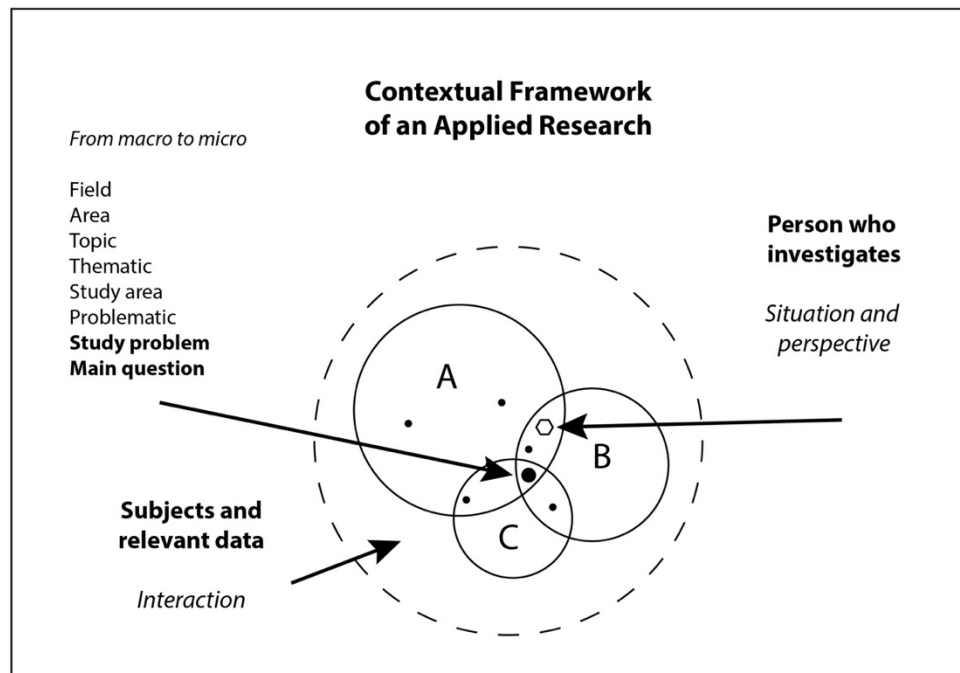 Contextual Framework
of an Applied Research
From macro to micro
Field
Area
Topic
Thematic
Study area
Problematic
Study problem
Main question
Person who
investigates
Situation and
perspective
A
B
C
Subjects and
relevant data
Interaction